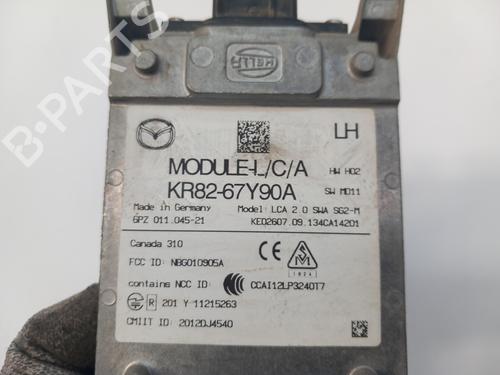 HELLA
LH
MODULE-L/C/A
HW H02
KR82-67Y90A
SW MD11
Made in Germany
Model: LCA 2.0 SWA SG2-M
6PZ 011.045-21
KE02607.09.134CA14201
Canada 310
FCC ID: NBG010905A
CE
1824
contains NCC ID:
CCAI12LP3240T7
R 201 Y 11215263
CMIIT ID: 2012DJ4540
B-PARTS